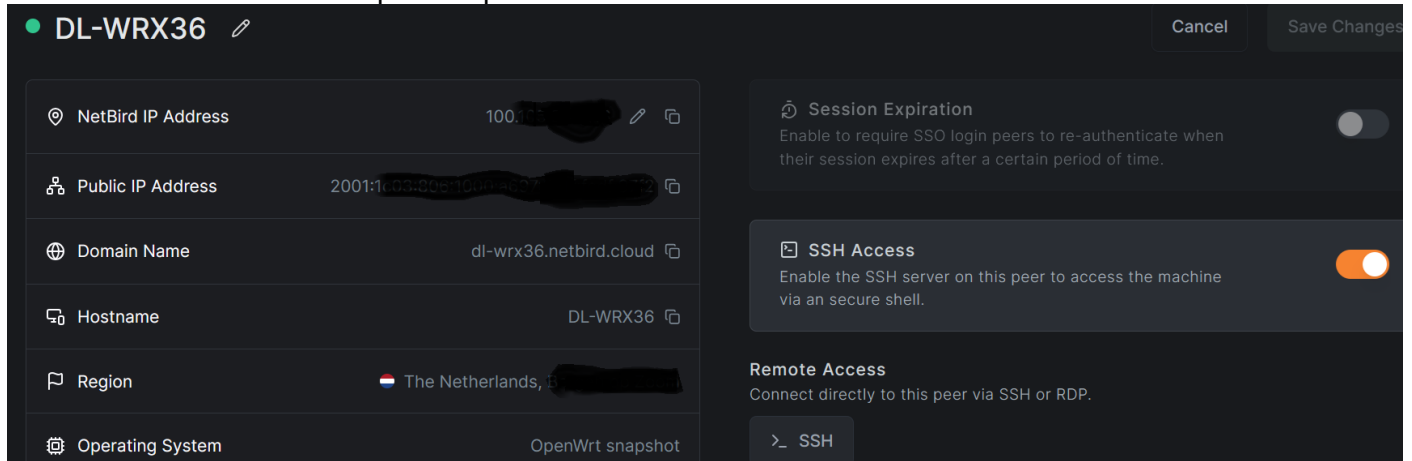 DL-WRX36
Cancel
Save Changes
NetBird IP Address
100.
Public IP Address
2001:1
Domain Name
dl-wrx36.netbird.cloud
Hostname
DL-WRX36
Region
The Netherlands,
Operating System
OpenWrt snapshot
Session Expiration
Enable to require SSO login peers to re-authenticate when
their session expires after a certain period of time.
SSH Access
Enable the SSH server on this peer to access the machine
via an secure shell.
Remote Access
Connect directly to this peer via SSH or RDP.
>_ SSH